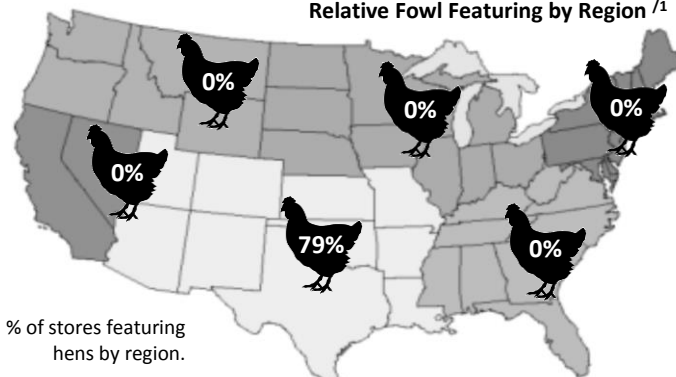 Relative Fowl Featuring by Region /1
0%
0%
0%
0%
79%
0%
% of stores featuring
hens by region.